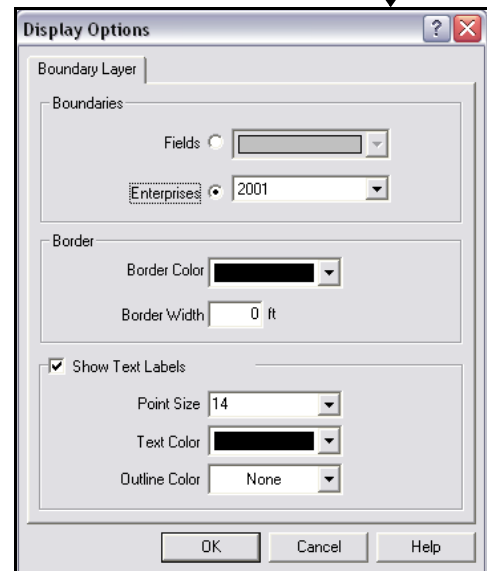 Display Options
?
Boundary Layer
Boundaries
Fields
Enterprises 2001
Border
Border Color
Border Width 0 ft
Show Text Labels
Point Size 14
Text Color
Outline Color None
OK Cancel Help